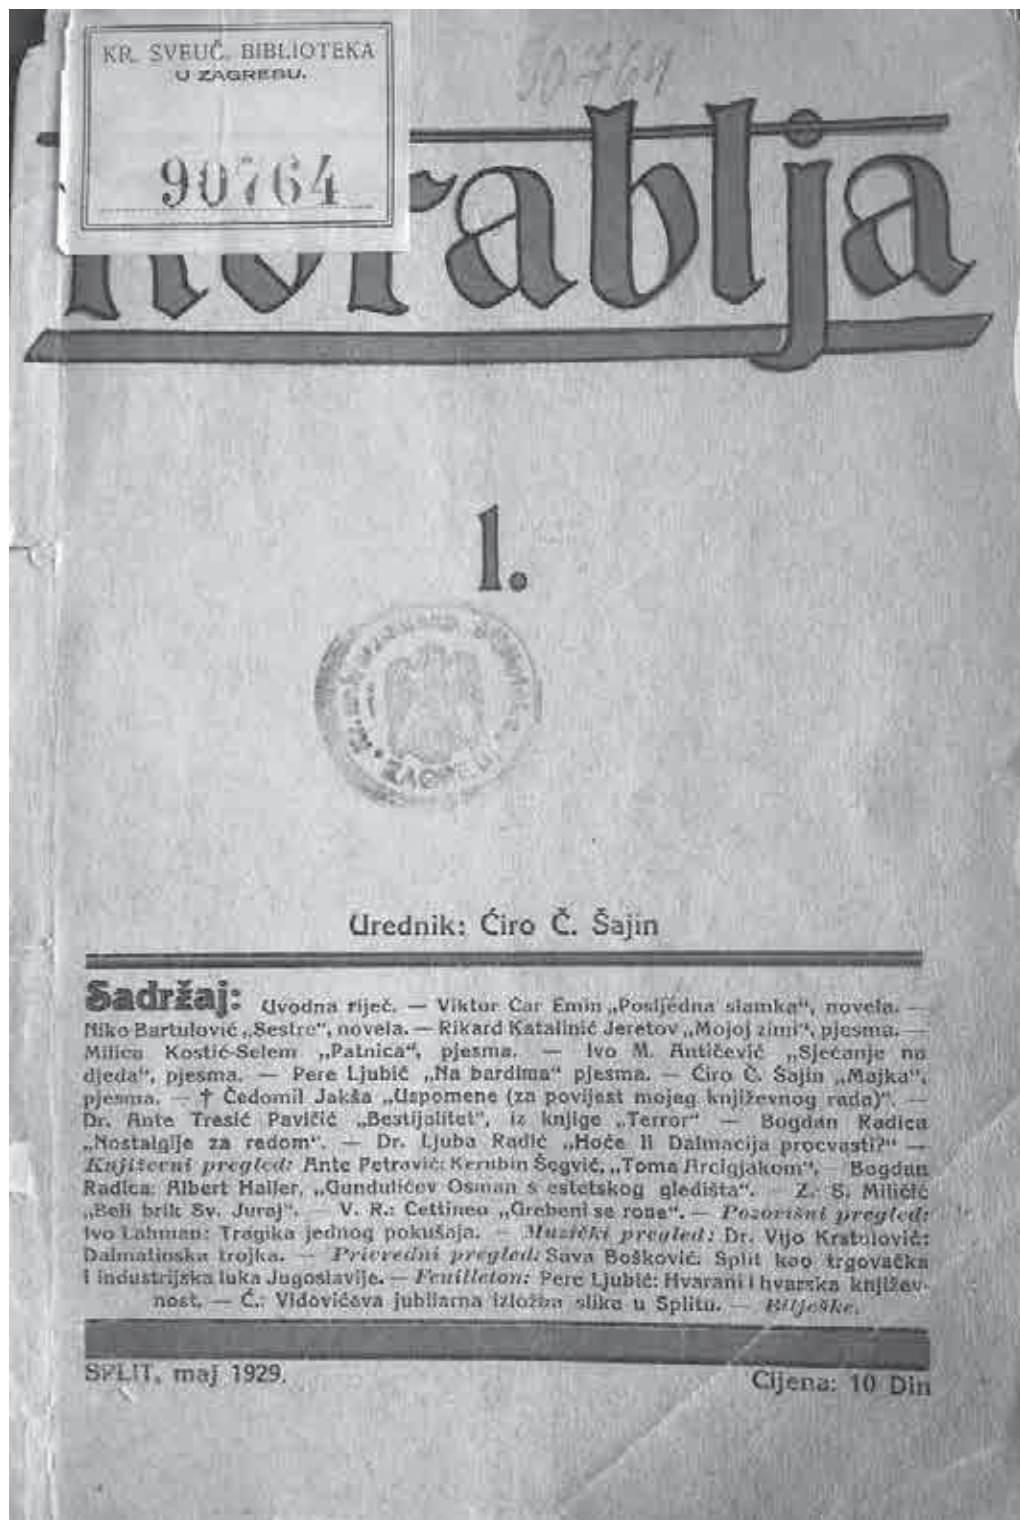 KR. SVEUČ. BIBLIOTEKA
U ZAGREBU.
90764
90764
Korablja
1.
ZAGREB
Urednik: Ćiro Č. Šajin
Sadržaj: Uvodna riječ. — Viktor Car Emin „Posljedna slamka“, novela. —
Niko Bartulović „Sestre“, novela. — Rikard Katalinić Jeretov „Mojoj zimi“, pjesma. —
Milica Kostić-Selem „Patnica“, pjesma. — Ivo M. Antičević „Sjećanje na
djeda“, pjesma. — Pere Ljubić „Na bardima“ pjesma. — Ćiro Č. Šajin „Majka“,
pjesma. — † Čedomil Jakša „Uspomene (za povijest mojeg književnog rada)“. —
Dr. Ante Tresić Pavičić „Bestijalitet“, iz knjige „Terror“ — Bogdan Radica
„Nostalgije za redom“. — Dr. Ljuba Radić „Hoće li Dalmacija procvasti?“ —
Književni pregled: Ante Petravić: Kerubin Šegvić, „Toma Arcigjakom“. — Bogdan
Radica: Albert Haller, „Gundulićev Osman s estetskog gledišta“. — Z. S. Miličić
„Beli brik Sv. Juraj“. — V. R.: Cettineo „Grebeni se rone“. — Pozorišni pregled:
Ivo Lahman: Tragika jednog pokušaja. — Muzički pregled: Dr. Vijo Krstulović:
Dalmatinska trojka. — Privredni pregled: Sava Bošković: Split kao trgovačka
i industrijska luka Jugoslavije. — Feuilleton: Pere Ljubić: Hvarani i hvarska književ-
nost. — Ć.: Vidovićeva jubilarna izložba slika u Splitu. — Bilješke.
SPLIT, maj 1929.
Cijena: 10 Din